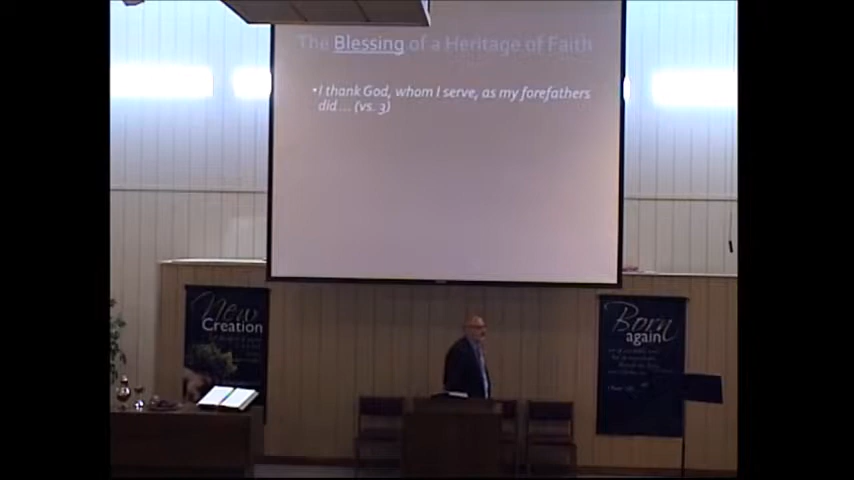 The Blessing of a Heritage of Faith
•I thank God, whom I serve, as my forefathers
did ... (vs. 3)
New
CREATION
Born
again